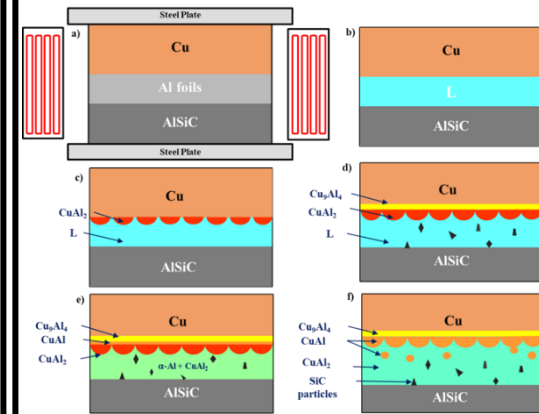 Steel Plate
a)
Cu
Al foils
AlSiC
Steel Plate
b)
Cu
L
AlSiC
c)
Cu
CuAl₂
L
AlSiC
d)
Cu
Cu₉Al₄
CuAl₂
L
AlSiC
e)
Cu
Cu₉Al₄
CuAl
CuAl₂
α-Al + CuAl₂
AlSiC
f)
Cu
Cu₉Al₄
CuAl
CuAl₂
SiC
particles
AlSiC